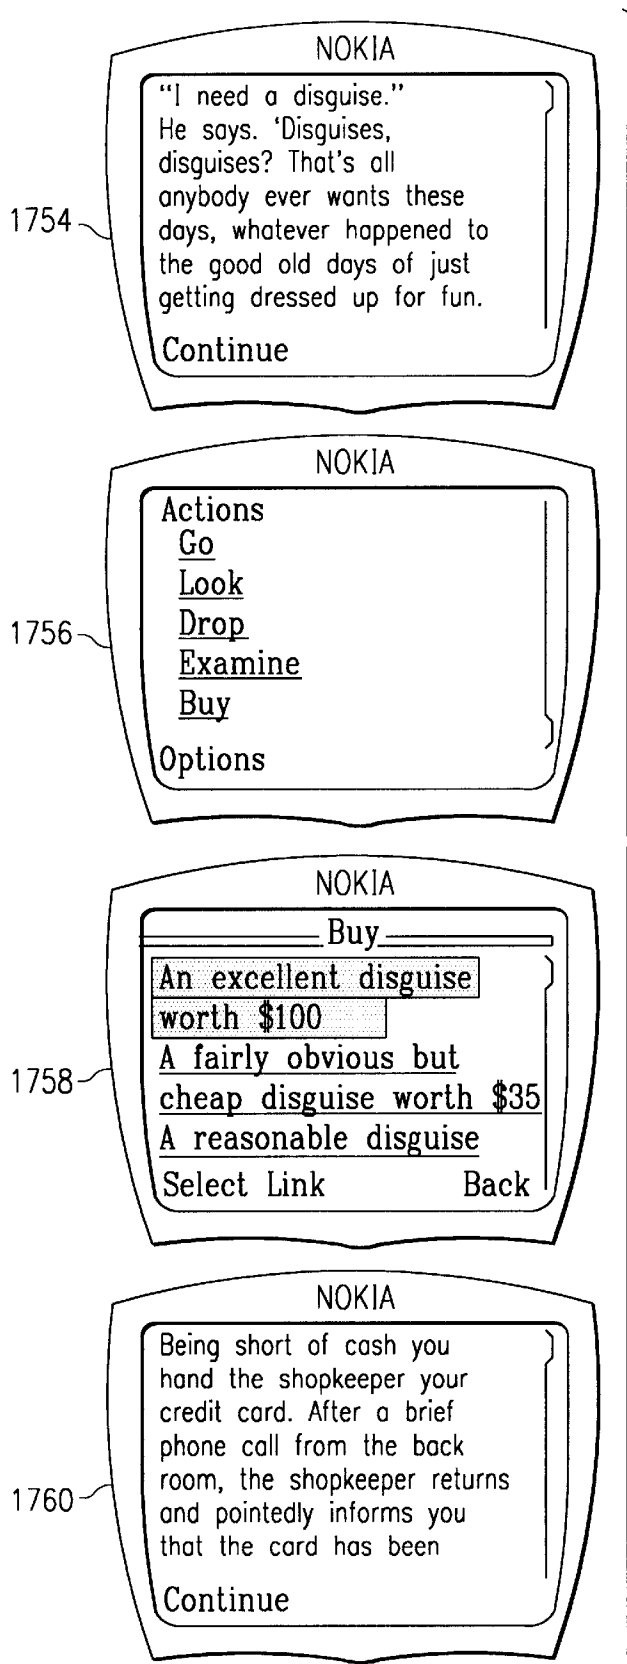 NOKIA
"I need a disguise."
He says. 'Disguises,
disguises? That's all
anybody ever wants these
days, whatever happened to
the good old days of just
getting dressed up for fun.
Continue
1754
NOKIA
Actions
Go
Look
Drop
Examine
Buy
Options
1756
NOKIA
Buy
An excellent disguise
worth $100
A fairly obvious but
cheap disguise worth $35
A reasonable disguise
Select Link Back
1758
NOKIA
Being short of cash you
hand the shopkeeper your
credit card. After a brief
phone call from the back
room, the shopkeeper returns
and pointedly informs you
that the card has been
Continue
1760